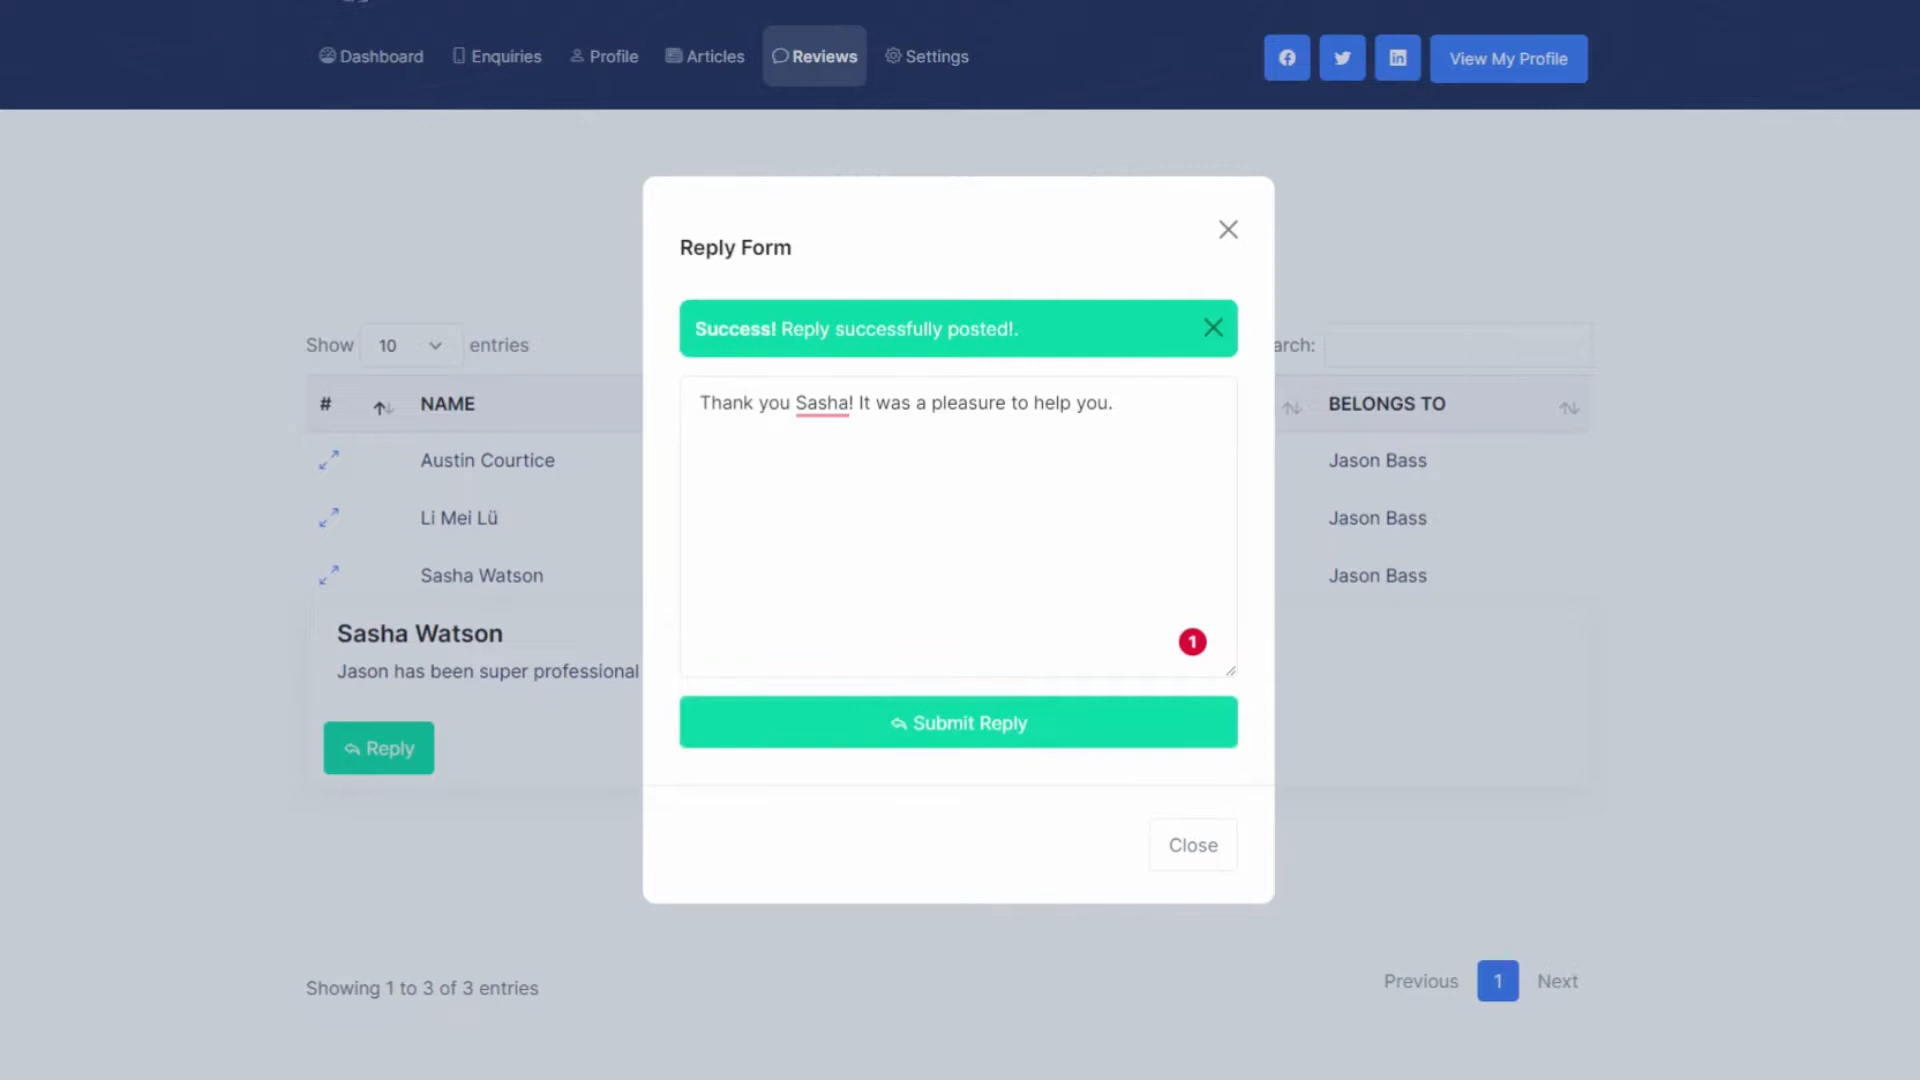 Dashboard Enquiries Profile Articles Reviews Settings View My Profile
Reply Form
Success! Reply successfully posted!.
Show 10 entries
arch:
Thank you Sasha! It was a pleasure to help you.
# NAME BELONGS TO
Austin Courtice Jason Bass
Li Mei Lü Jason Bass
Sasha Watson Jason Bass
Sasha Watson
Jason has been super professional
1
Submit Reply
Reply
Close
Showing 1 to 3 of 3 entries
Previous 1 Next